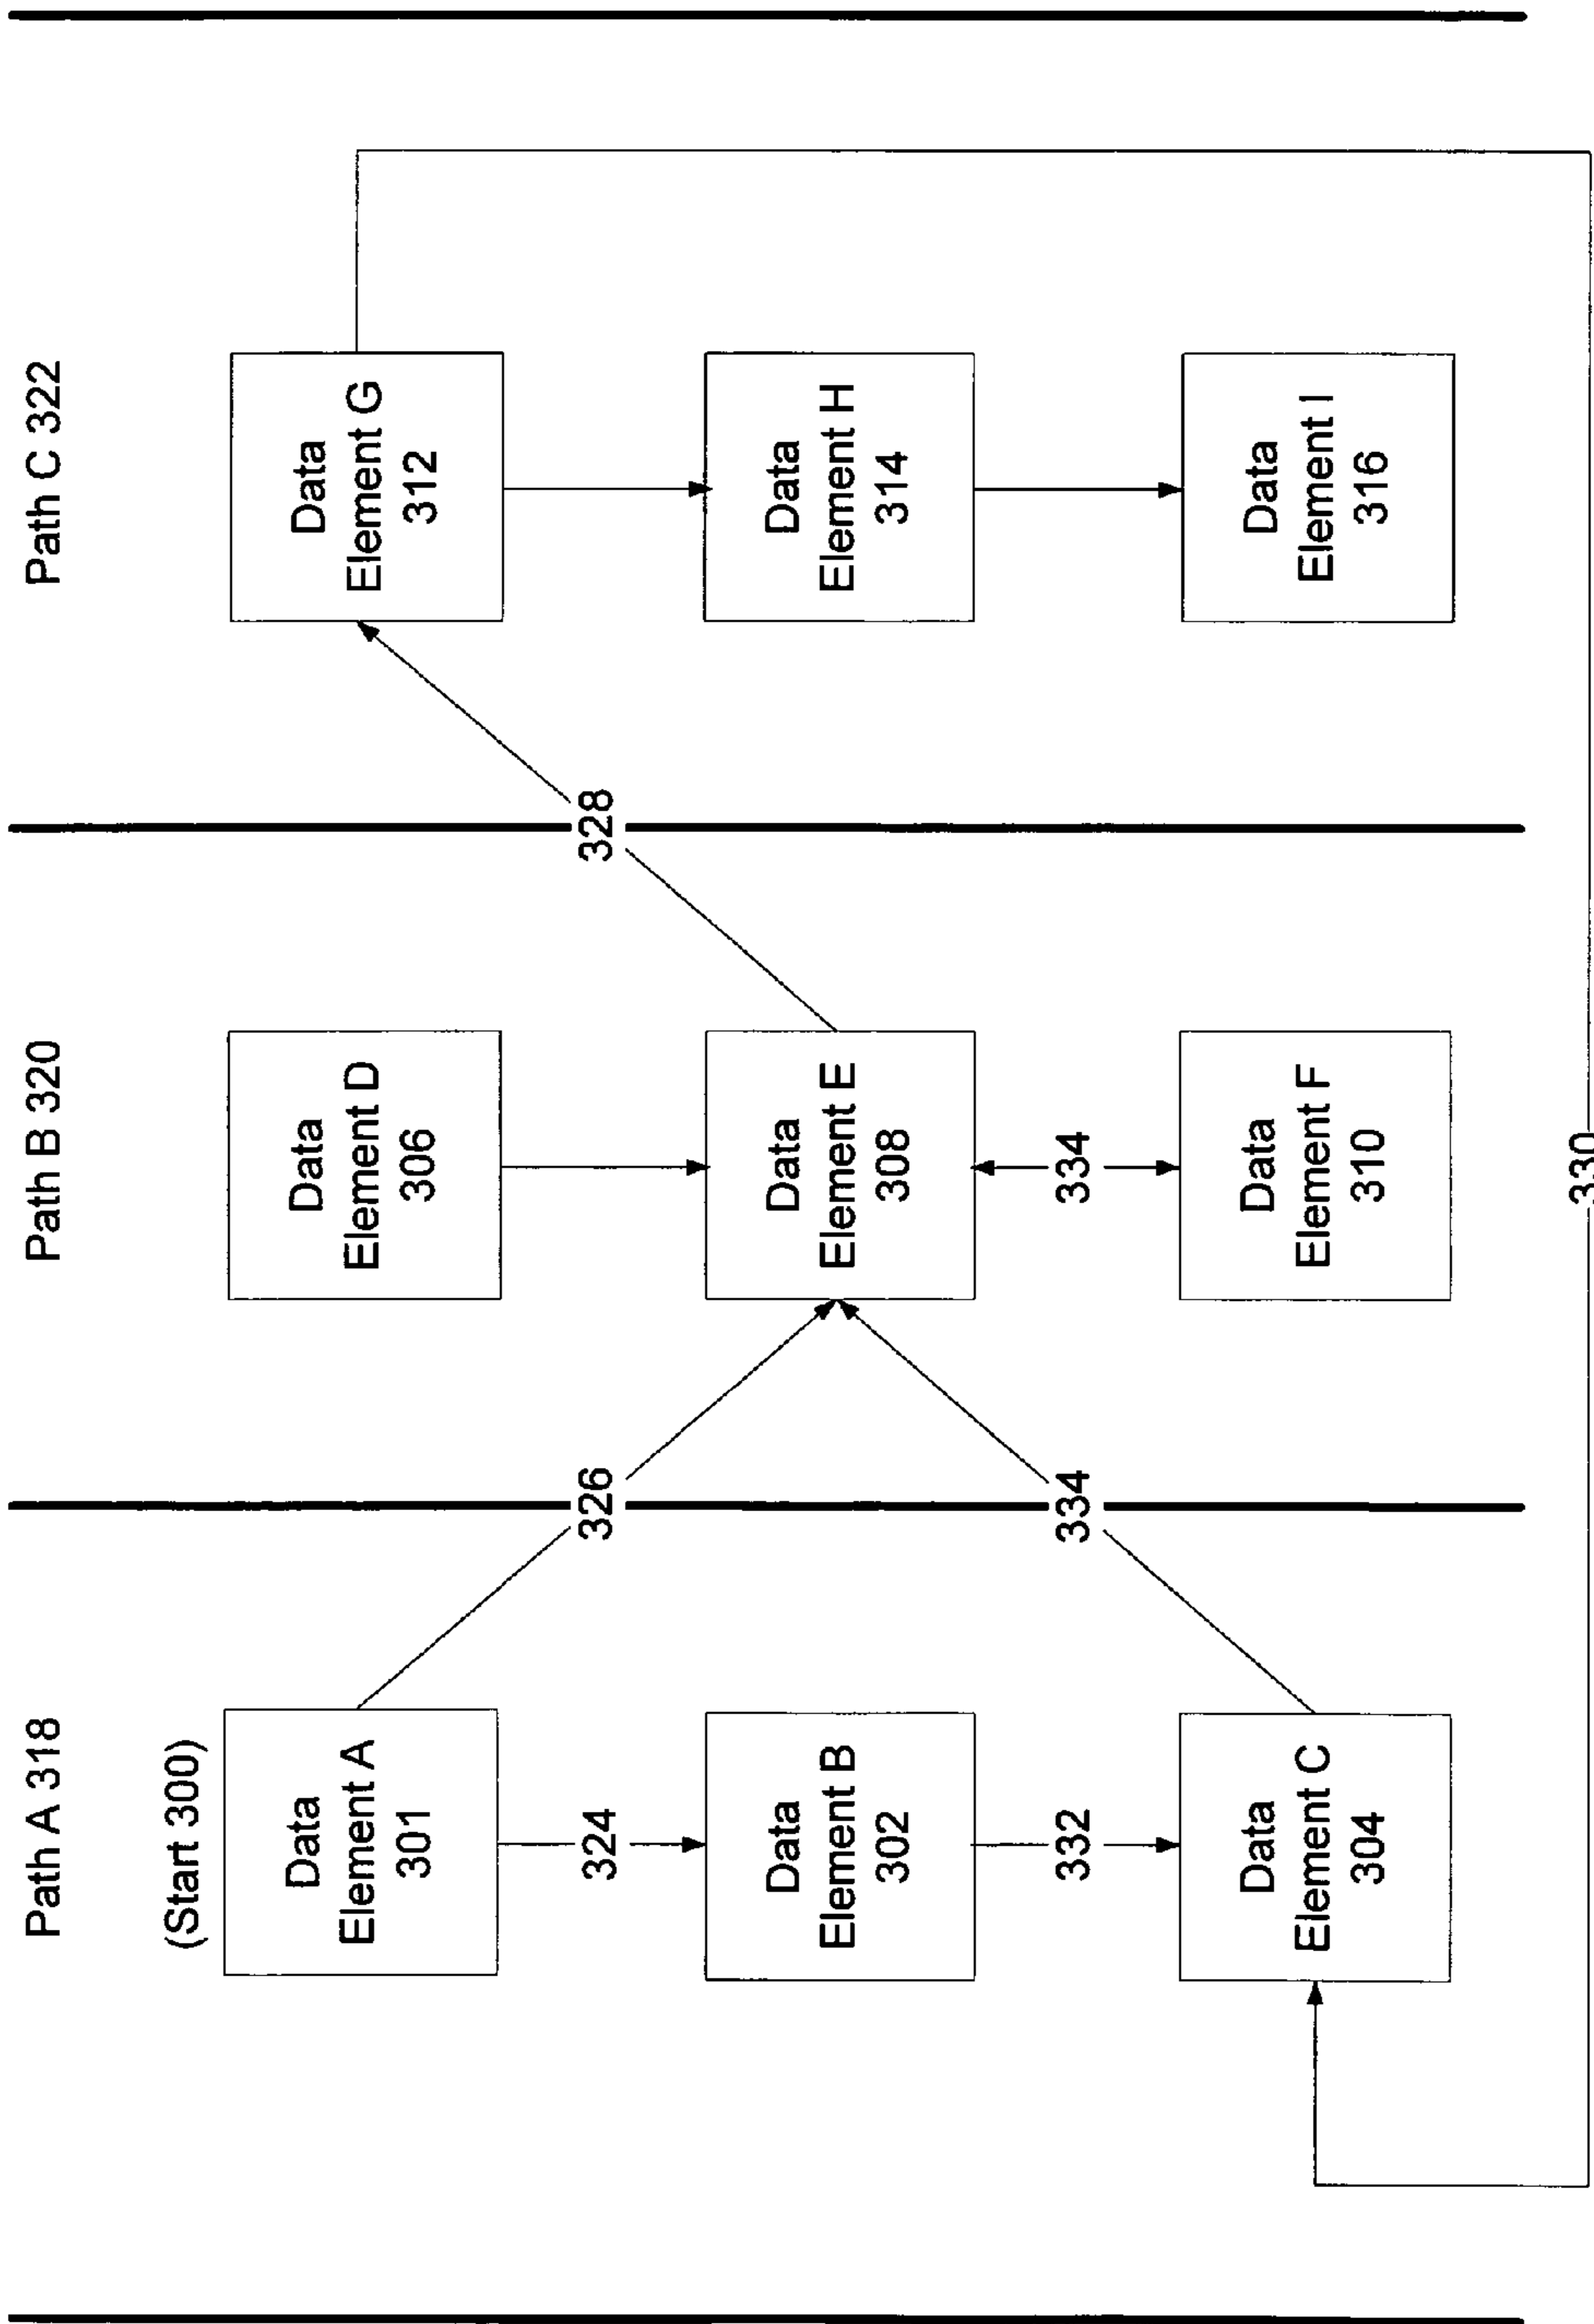 Path A 318
(Start 300)
Data
Element A
301
324
Data
Element B
302
332
Data
Element C
304
326
334
Path B 320
Data
Element D
306
Data
Element E
308
334
Data
Element F
310
328
Path C 322
Data
Element G
312
Data
Element H
314
Data
Element I
316
330